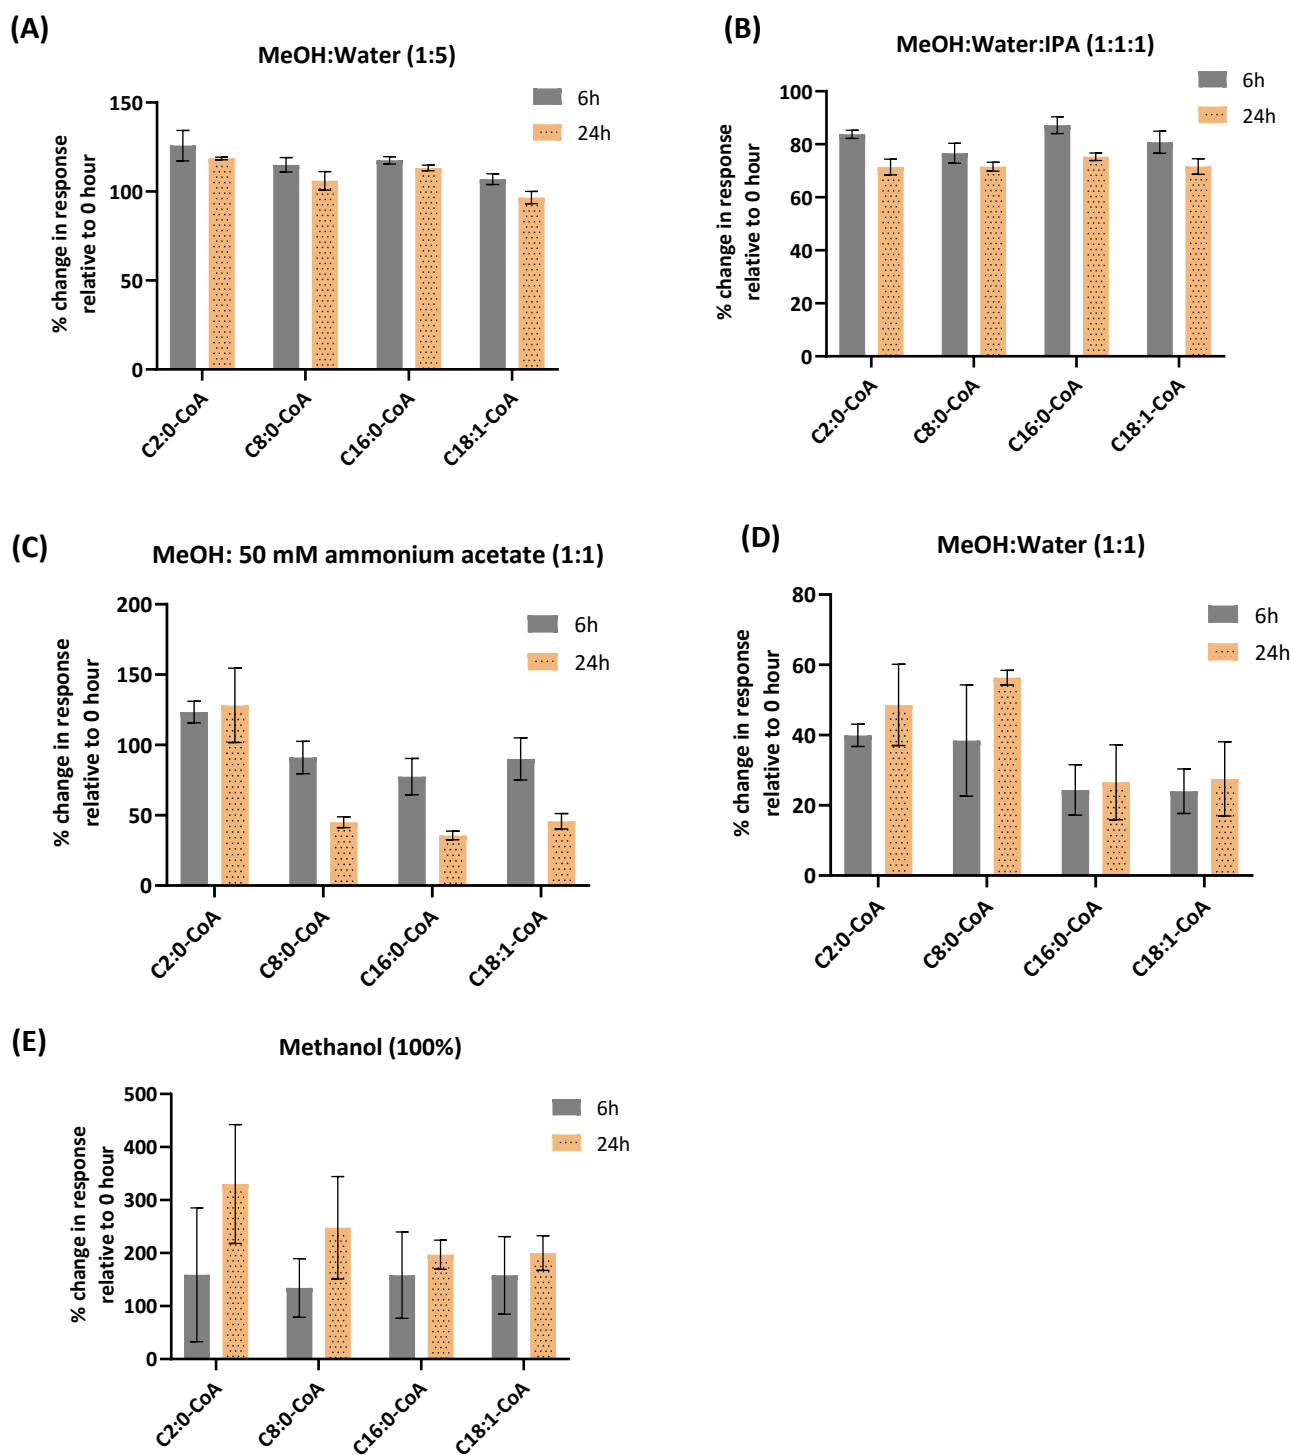 (A)
MeOH:Water (1:5)
% change in response
relative to 0 hour
150
100
50
0
6h
24h
C2:0-CoA
C8:0-CoA
C16:0-CoA
C18:1-CoA
(B)
MeOH:Water:IPA (1:1:1)
% change in response
relative to 0 hour
100
80
60
40
20
0
6h
24h
C2:0-CoA
C8:0-CoA
C16:0-CoA
C18:1-CoA
(C)
MeOH: 50 mM ammonium acetate (1:1)
% change in response
relative to 0 hour
200
150
100
50
0
6h
24h
C2:0-CoA
C8:0-CoA
C16:0-CoA
C18:1-CoA
(D)
MeOH:Water (1:1)
% change in response
relative to 0 hour
80
60
40
20
0
6h
24h
C2:0-CoA
C8:0-CoA
C16:0-CoA
C18:1-CoA
(E)
Methanol (100%)
% change in response
relative to 0 hour
500
400
300
200
100
0
6h
24h
C2:0-CoA
C8:0-CoA
C16:0-CoA
C18:1-CoA